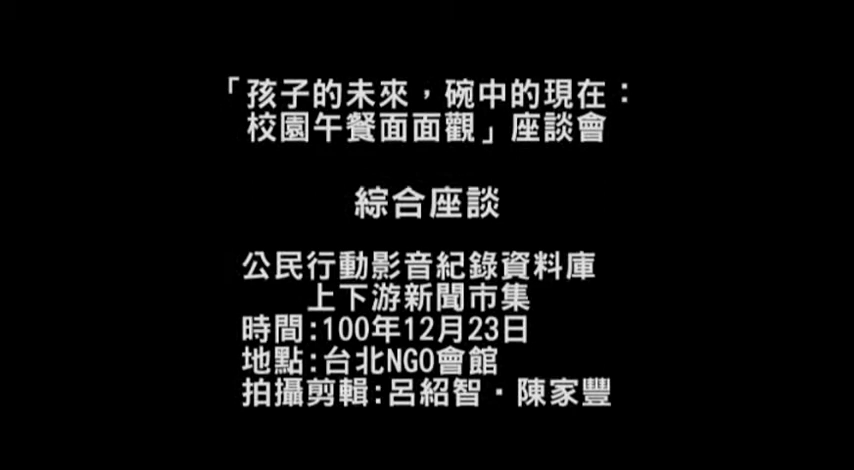 「孩子的未來，碗中的現在：
校園午餐面面觀」座談會
綜合座談
公民行動影音紀錄資料庫
上下游新聞市集
時間:100年12月23日
地點:台北NGO會館
拍攝剪輯:呂紹智·陳家豐